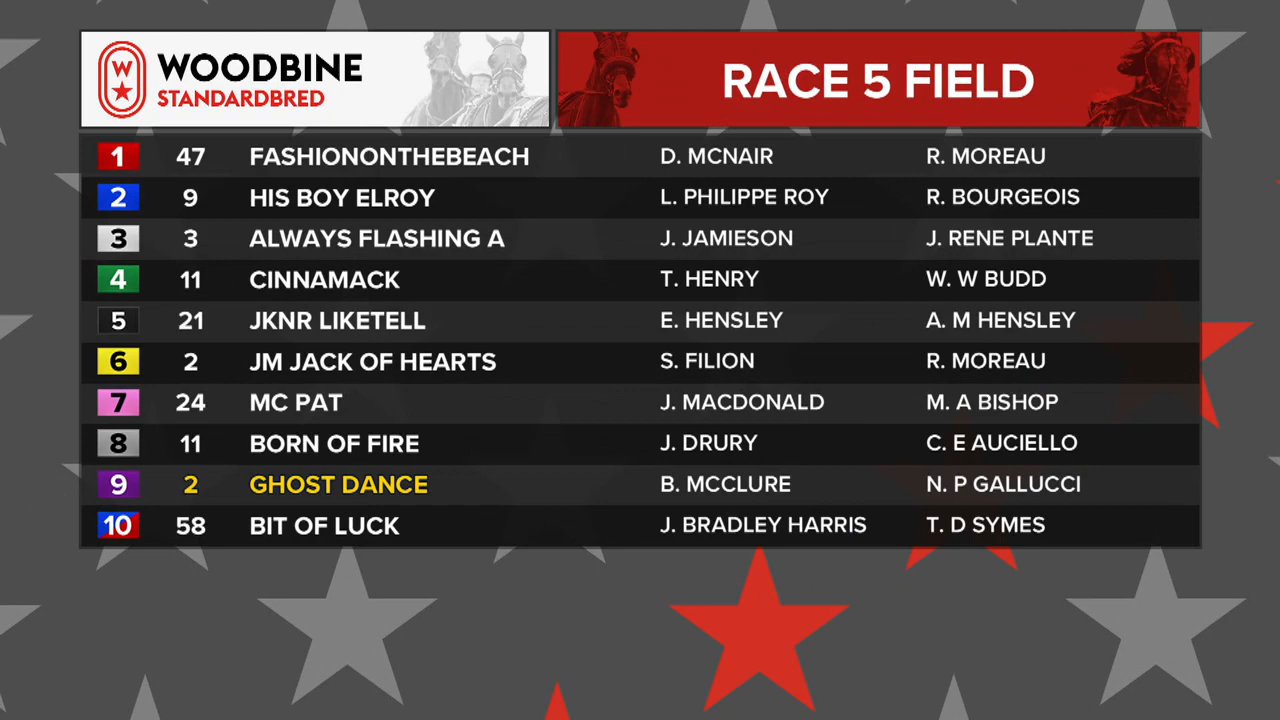 W
WOODBINE
STANDARDBRED
RACE 5 FIELD
1 47 FASHIONONTHEBEACH D. MCNAIR R. MOREAU
2 9 HIS BOY ELROY L. PHILIPPE ROY R. BOURGEOIS
3 3 ALWAYS FLASHING A J. JAMIESON J. RENE PLANTE
4 11 CINNAMACK T. HENRY W. W BUDD
5 21 JKNR LIKETELL E. HENSLEY A. M HENSLEY
6 2 JM JACK OF HEARTS S. FILION R. MOREAU
7 24 MC PAT J. MACDONALD M. A BISHOP
8 11 BORN OF FIRE J. DRURY C. E AUCIELLO
9 2 GHOST DANCE B. MCCLURE N. P GALLUCCI
10 58 BIT OF LUCK J. BRADLEY HARRIS T. D SYMES